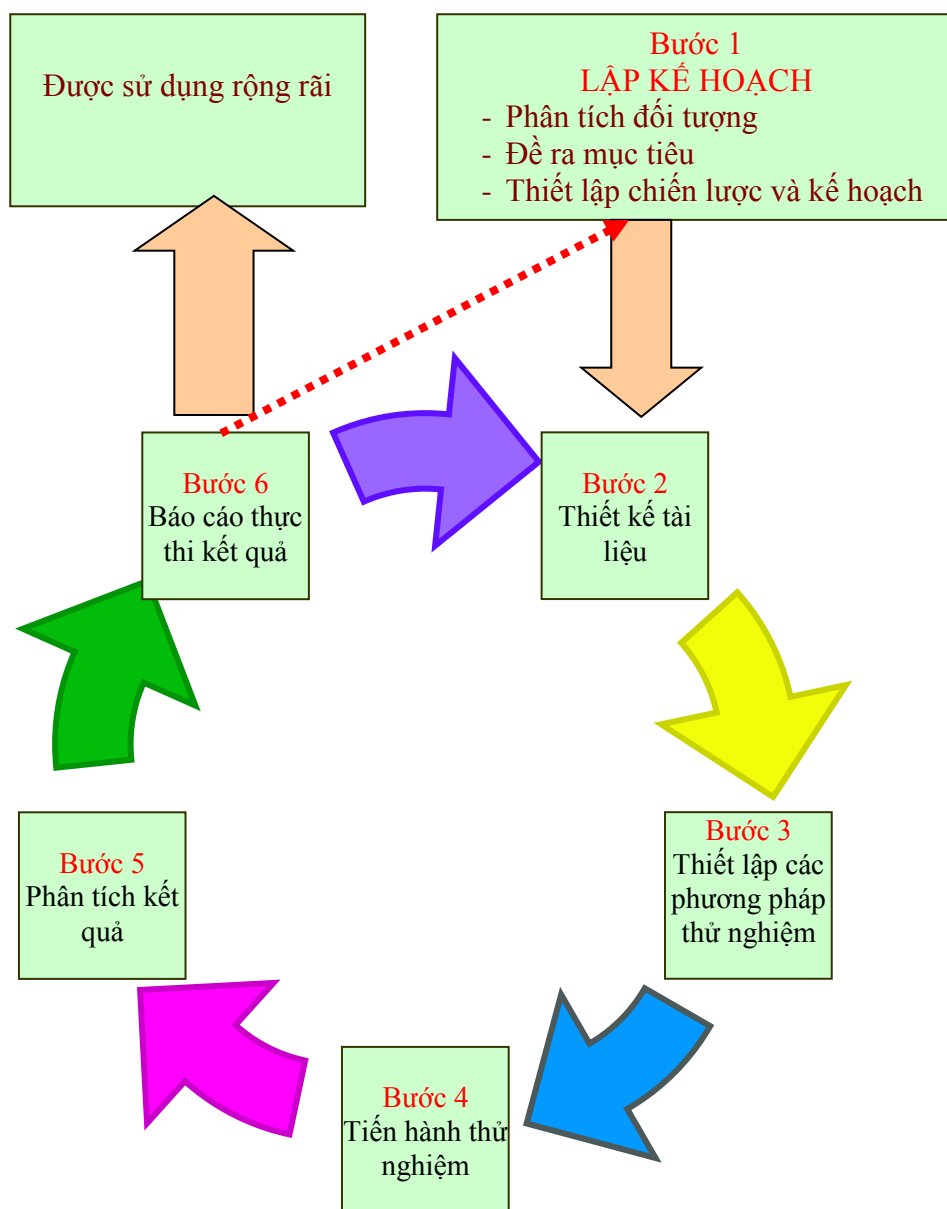 Được sử dụng rộng rãi
Bước 1
LẬP KẾ HOẠCH
- Phân tích đối tượng
- Đề ra mục tiêu
- Thiết lập chiến lược và kế hoạch
Bước 6
Báo cáo thực
thi kết quả
Bước 2
Thiết kế tài
liệu
Bước 5
Phân tích kết
quả
Bước 3
Thiết lập các
phương pháp
thử nghiệm
Bước 4
Tiến hành thử
nghiệm